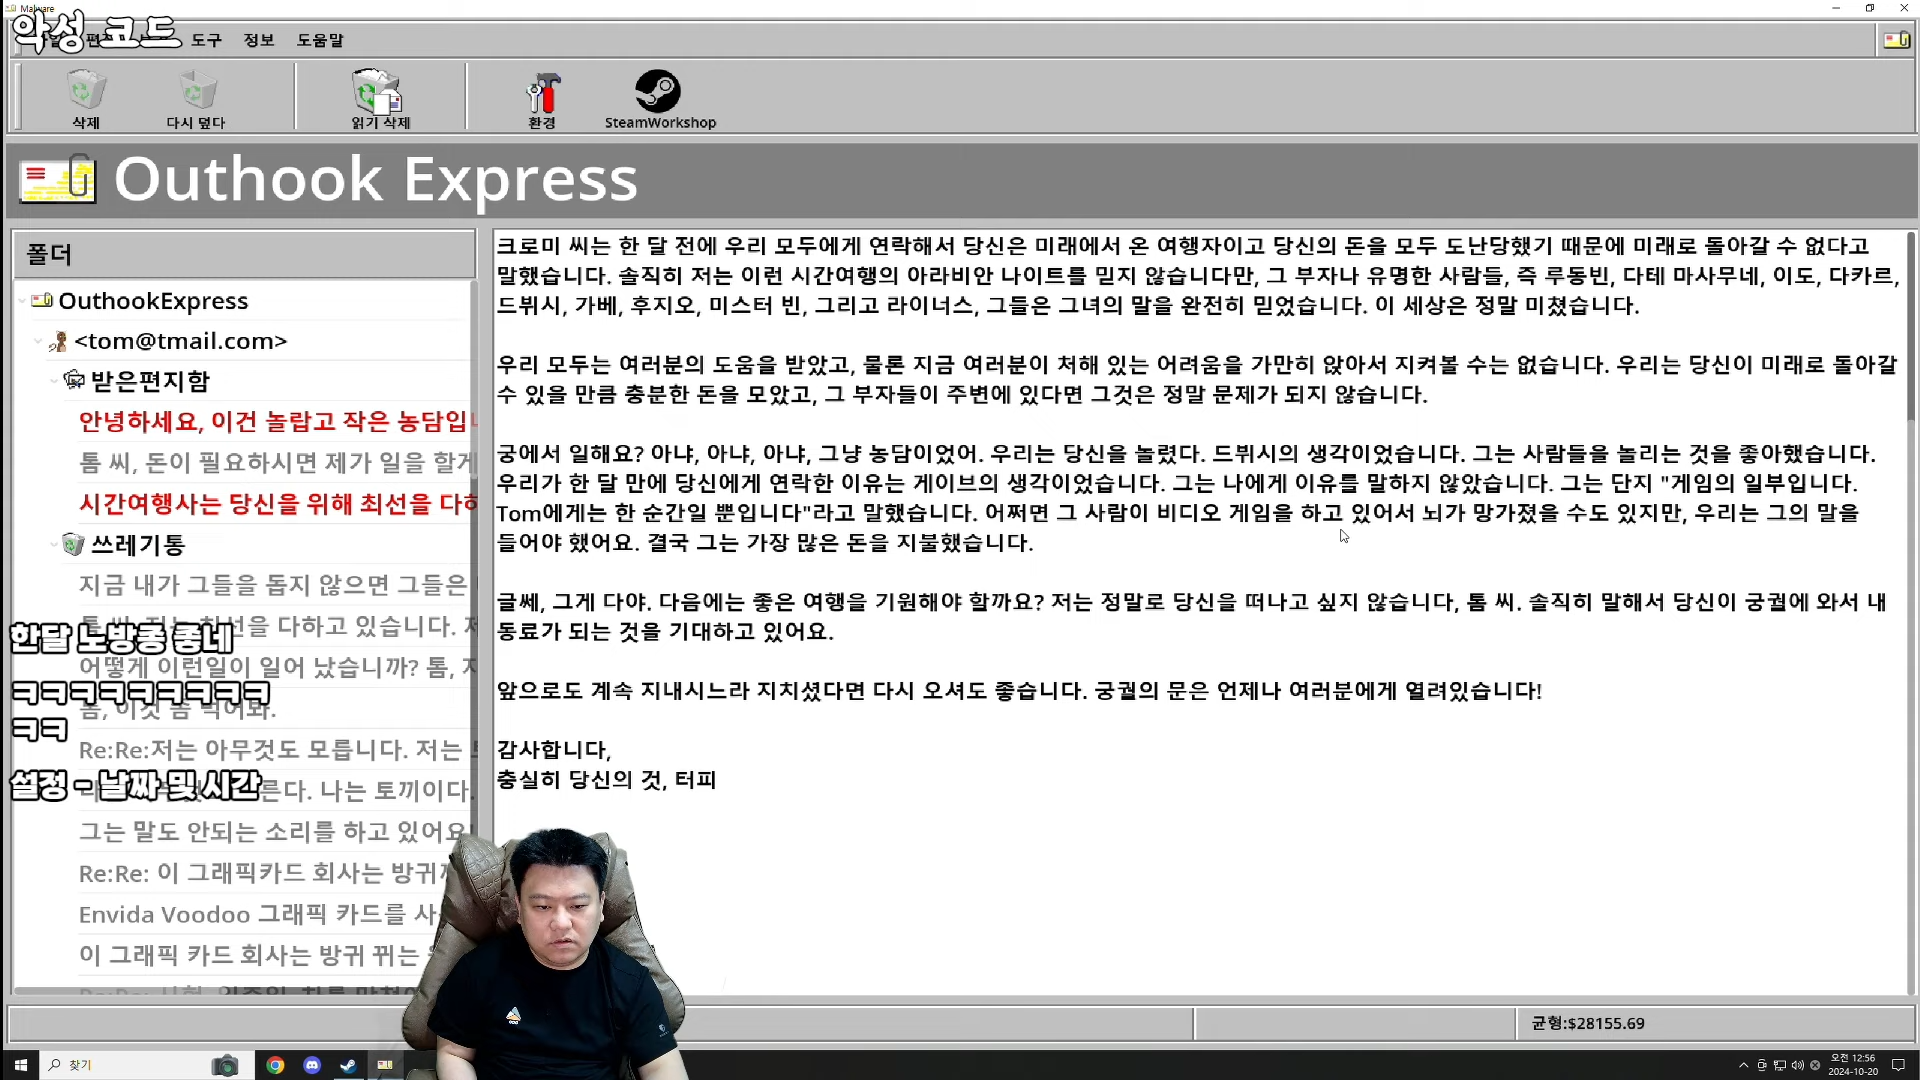 Malware
악성 코드
도구 정보 도움말
삭제 다시 덮다 읽기 삭제 환경 SteamWorkshop
Outhook Express
폴더
OuthookExpress
<tom@tmail.com>
받은편지함
안녕하세요, 이건 놀랍고 작은 농담입니
톰 씨, 돈이 필요하시면 제가 일을 할게
시간여행사는 당신을 위해 최선을 다하
쓰레기통
지금 내가 그들을 돕지 않으면 그들은
최선을 다하고 있습니다.
한달 노방종 좋네
어떻게 이런일이 일어 났습니까? 톰,
ㅋㅋㅋㅋㅋㅋㅋㅋㅋ
ㅋㅋ
톰, 이것 좀 먹어봐.
Re:Re:저는 아무것도 모릅니다. 저는
설정 - 날짜 및 시간
른다. 나는 토끼이다.
그는 말도 안되는 소리를 하고 있어요
Re:Re: 이 그래픽카드 회사는 방귀
Envida Voodoo 그래픽 카드를
이 그래픽 카드 회사는 방귀 뀌는
크로미 씨는 한 달 전에 우리 모두에게 연락해서 당신은 미래에서 온 여행자이고 당신의 돈을 모두 도난당했기 때문에 미래로 돌아갈 수 없다고
말했습니다. 솔직히 저는 이런 시간여행의 아라비안 나이트를 믿지 않습니다만, 그 부자나 유명한 사람들, 즉 루동빈, 다테 마사무네, 이도, 다카르,
드뷔시, 가베, 후지오, 미스터 빈, 그리고 라이너스, 그들은 그녀의 말을 완전히 믿었습니다. 이 세상은 정말 미쳤습니다.
우리 모두는 여러분의 도움을 받았고, 물론 지금 여러분이 처해 있는 어려움을 가만히 앉아서 지켜볼 수는 없습니다. 우리는 당신이 미래로 돌아갈
수 있을 만큼 충분한 돈을 모았고, 그 부자들이 주변에 있다면 그것은 정말 문제가 되지 않습니다.
궁에서 일해요? 아냐, 아냐, 아냐, 그냥 농담이었어. 우리는 당신을 놀렸다. 드뷔시의 생각이었습니다. 그는 사람들을 놀리는 것을 좋아했습니다.
우리가 한 달 만에 당신에게 연락한 이유는 게이브의 생각이었습니다. 그는 나에게 이유를 말하지 않았습니다. 그는 단지 "게임의 일부입니다.
Tom에게는 한 순간일 뿐입니다"라고 말했습니다. 어쩌면 그 사람이 비디오 게임을 하고 있어서 뇌가 망가졌을 수도 있지만, 우리는 그의 말을
들어야 했어요. 결국 그는 가장 많은 돈을 지불했습니다.
글쎄, 그게 다야. 다음에는 좋은 여행을 기원해야 할까요? 저는 정말로 당신을 떠나고 싶지 않습니다, 톰 씨. 솔직히 말해서 당신이 궁궐에 와서 내
동료가 되는 것을 기대하고 있어요.
앞으로도 계속 지내시느라 지치셨다면 다시 오셔도 좋습니다. 궁궐의 문은 언제나 여러분에게 열려있습니다!
감사합니다,
충실히 당신의 것, 터피
균형:$28155.69
찾기
오전 12:56
2024-10-20